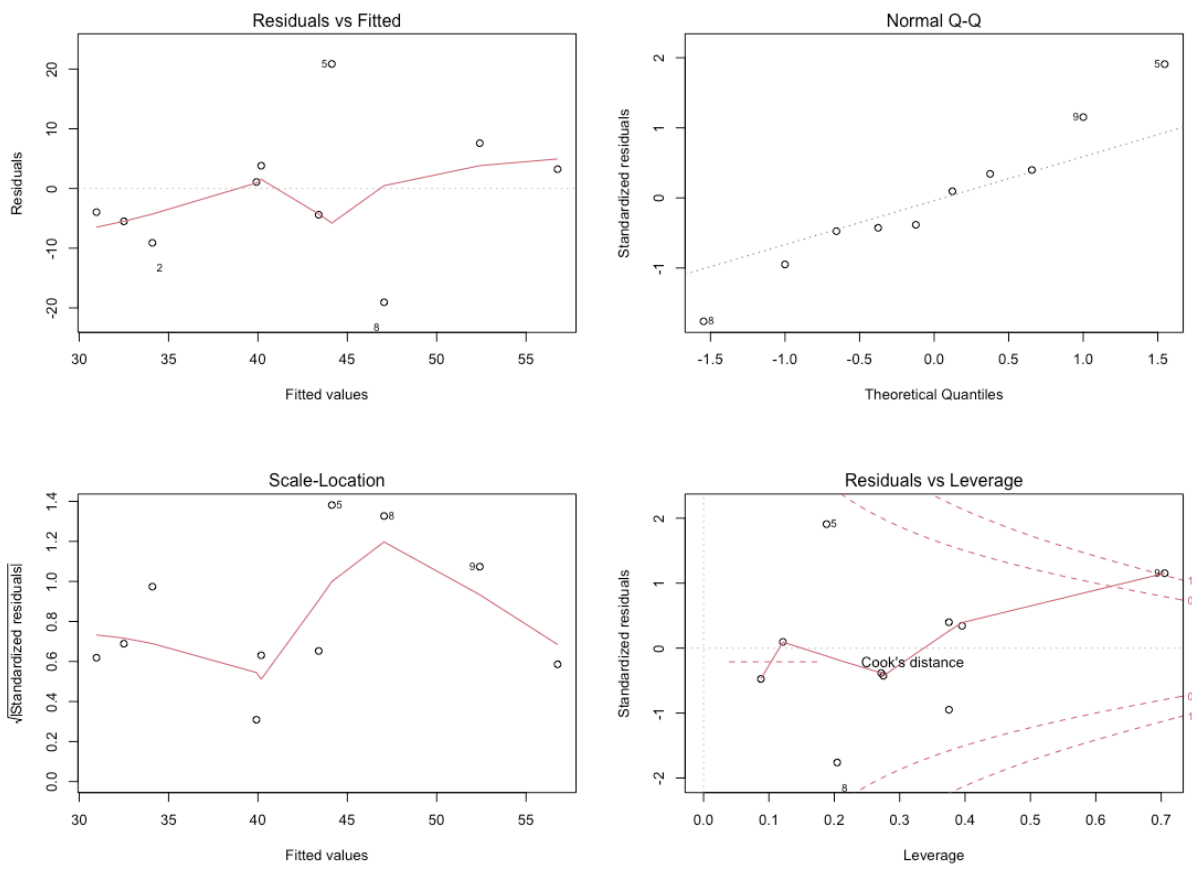 Residuals vs Fitted
Residuals
20
10
0
-10
-20
5
2
8
30 35 40 45 50 55
Fitted values
Normal Q-Q
Standardized residuals
2
1
0
-1
5
9
8
-1.5 -1.0 -0.5 0.0 0.5 1.0 1.5
Theoretical Quantiles
Scale-Location
√|Standardized residuals|
1.4
1.2
1.0
0.8
0.6
0.4
0.2
0.0
5
8
9
30 35 40 45 50 55
Fitted values
Residuals vs Leverage
Standardized residuals
2
1
0
-1
-2
5
9
Cook's distance
8
1
0
0
1
0.0 0.1 0.2 0.3 0.4 0.5 0.6 0.7
Leverage